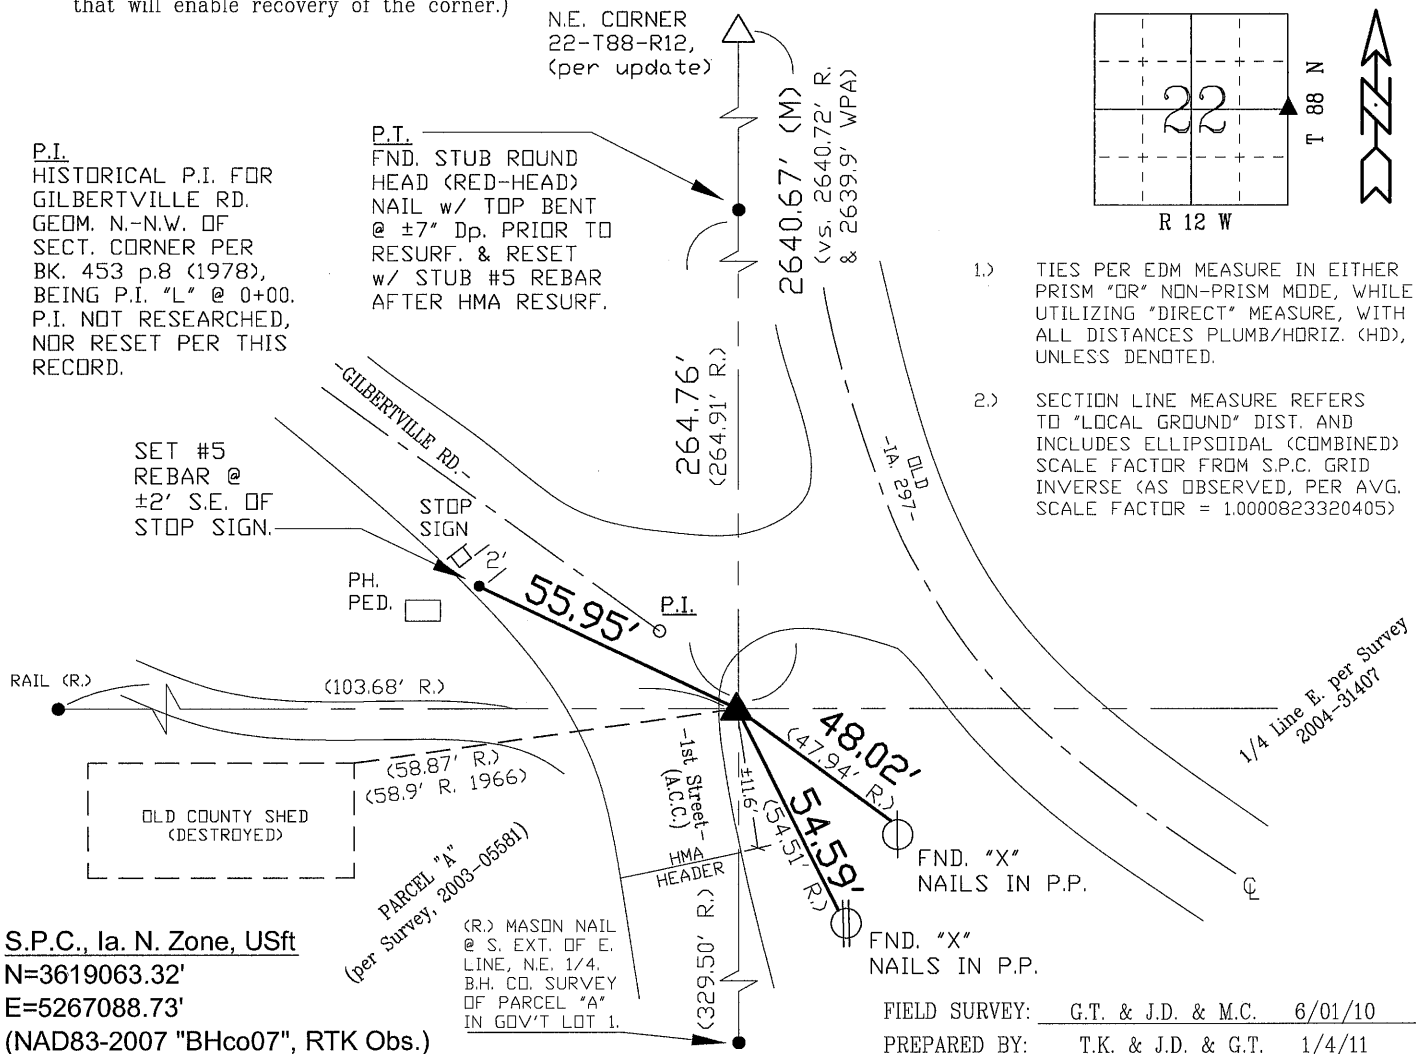 that will enable recovery of the corner.)
N.E. CORNER
22-T88-R12,
(per update)
2640.67' (M)
(vs. 2640.72' R.
& 2639.9' WPA)
22
T 88 N
R 12 W
N
P.I.
HISTORICAL P.I. FOR
GILBERTVILLE RD.
GEOM. N.-N.W. OF
SECT. CORNER PER
BK. 453 p.8 (1978),
BEING P.I. "L" @ 0+00.
P.I. NOT RESEARCHED,
NOR RESET PER THIS
RECORD.
P.T.
FND. STUB ROUND
HEAD (RED-HEAD)
NAIL w/ TOP BENT
@ ±7" Dp. PRIOR TO
RESURF. & RESET
w/ STUB #5 REBAR
AFTER HMA RESURF.
1.) TIES PER EDM MEASURE IN EITHER
PRISM "OR" NON-PRISM MODE, WHILE
UTILIZING "DIRECT" MEASURE, WITH
ALL DISTANCES PLUMB/HORIZ. (HD),
UNLESS DENOTED.
2.) SECTION LINE MEASURE REFERS
TO "LOCAL GROUND" DIST. AND
INCLUDES ELLIPSOIDAL (COMBINED)
SCALE FACTOR FROM S.P.C. GRID
INVERSE (AS OBSERVED, PER AVG.
SCALE FACTOR = 1.0000823320405)
264.76'
(264.91' R.)
-GILBERTVILLE RD.-
OLD
-IA. 297-
SET #5
REBAR @
±2' S.E. OF
STOP SIGN.
STOP
SIGN
2'
PH.
PED.
55.95'
P.I.
RAIL (R.)
(103.68' R.)
1/4 Line E. per Survey
2004-31407
(58.87' R.)
(58.9' R. 1966)
OLD COUNTY SHED
(DESTROYED)
-1st Street-
(A.C.C.)
±11.6'
48.02'
(47.94' R.)
54.59'
(54.51' R.)
HMA
HEADER
FND. "X"
NAILS IN P.P.
FND. "X"
NAILS IN P.P.
CL
PARCEL "A"
(per Survey, 2003-05581)
(R.) MASON NAIL
@ S. EXT. OF E.
LINE, N.E. 1/4.
B.H. CO. SURVEY
OF PARCEL "A"
IN GOV'T LOT 1.
(329.50' R.)
S.P.C., Ia. N. Zone, USft
N=3619063.32'
E=5267088.73'
(NAD83-2007 "BHco07", RTK Obs.)
FIELD SURVEY: G.T. & J.D. & M.C. 6/01/10
PREPARED BY: T.K. & J.D. & G.T. 1/4/11